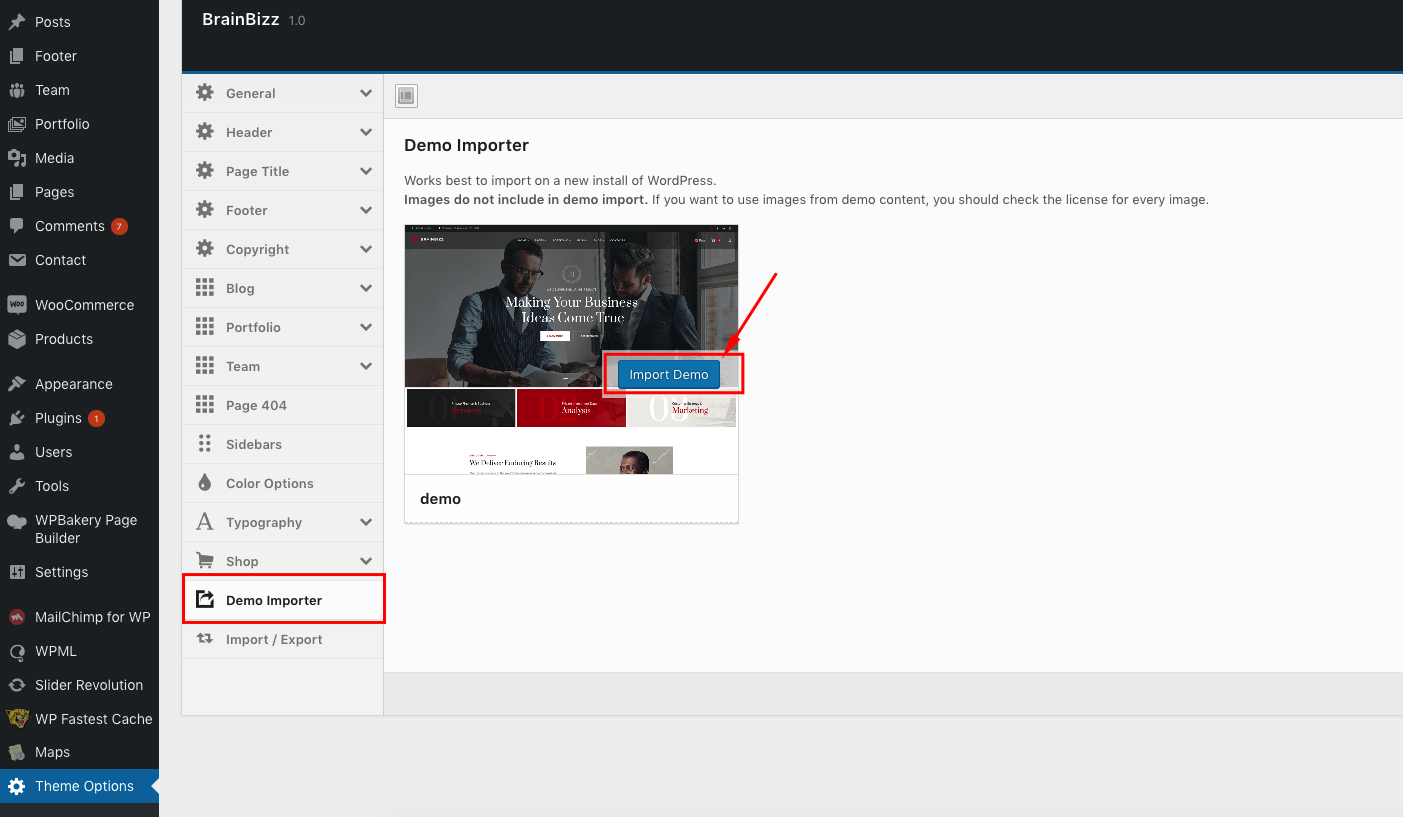 Posts
Footer
Team
Portfolio
Media
Pages
Comments 7
Contact
WooCommerce
Products
Appearance
Plugins 1
Users
Tools
WPBakery Page
Builder
Settings
MailChimp for WP
WPML
Slider Revolution
WP Fastest Cache
Maps
Theme Options
BrainBizz 1.0
General
Header
Page Title
Footer
Copyright
Blog
Portfolio
Team
Page 404
Sidebars
Color Options
Typography
Shop
Demo Importer
Import / Export
Demo Importer
Works best to import on a new install of WordPress.
Images do not include in demo import. If you want to use images from demo content, you should check the license for every image.
BRAINBIZZ
Making Your Business
Ideas Come True
Import Demo
Services
Analysis
03
Marketing
We Deliver Enduring Results
demo